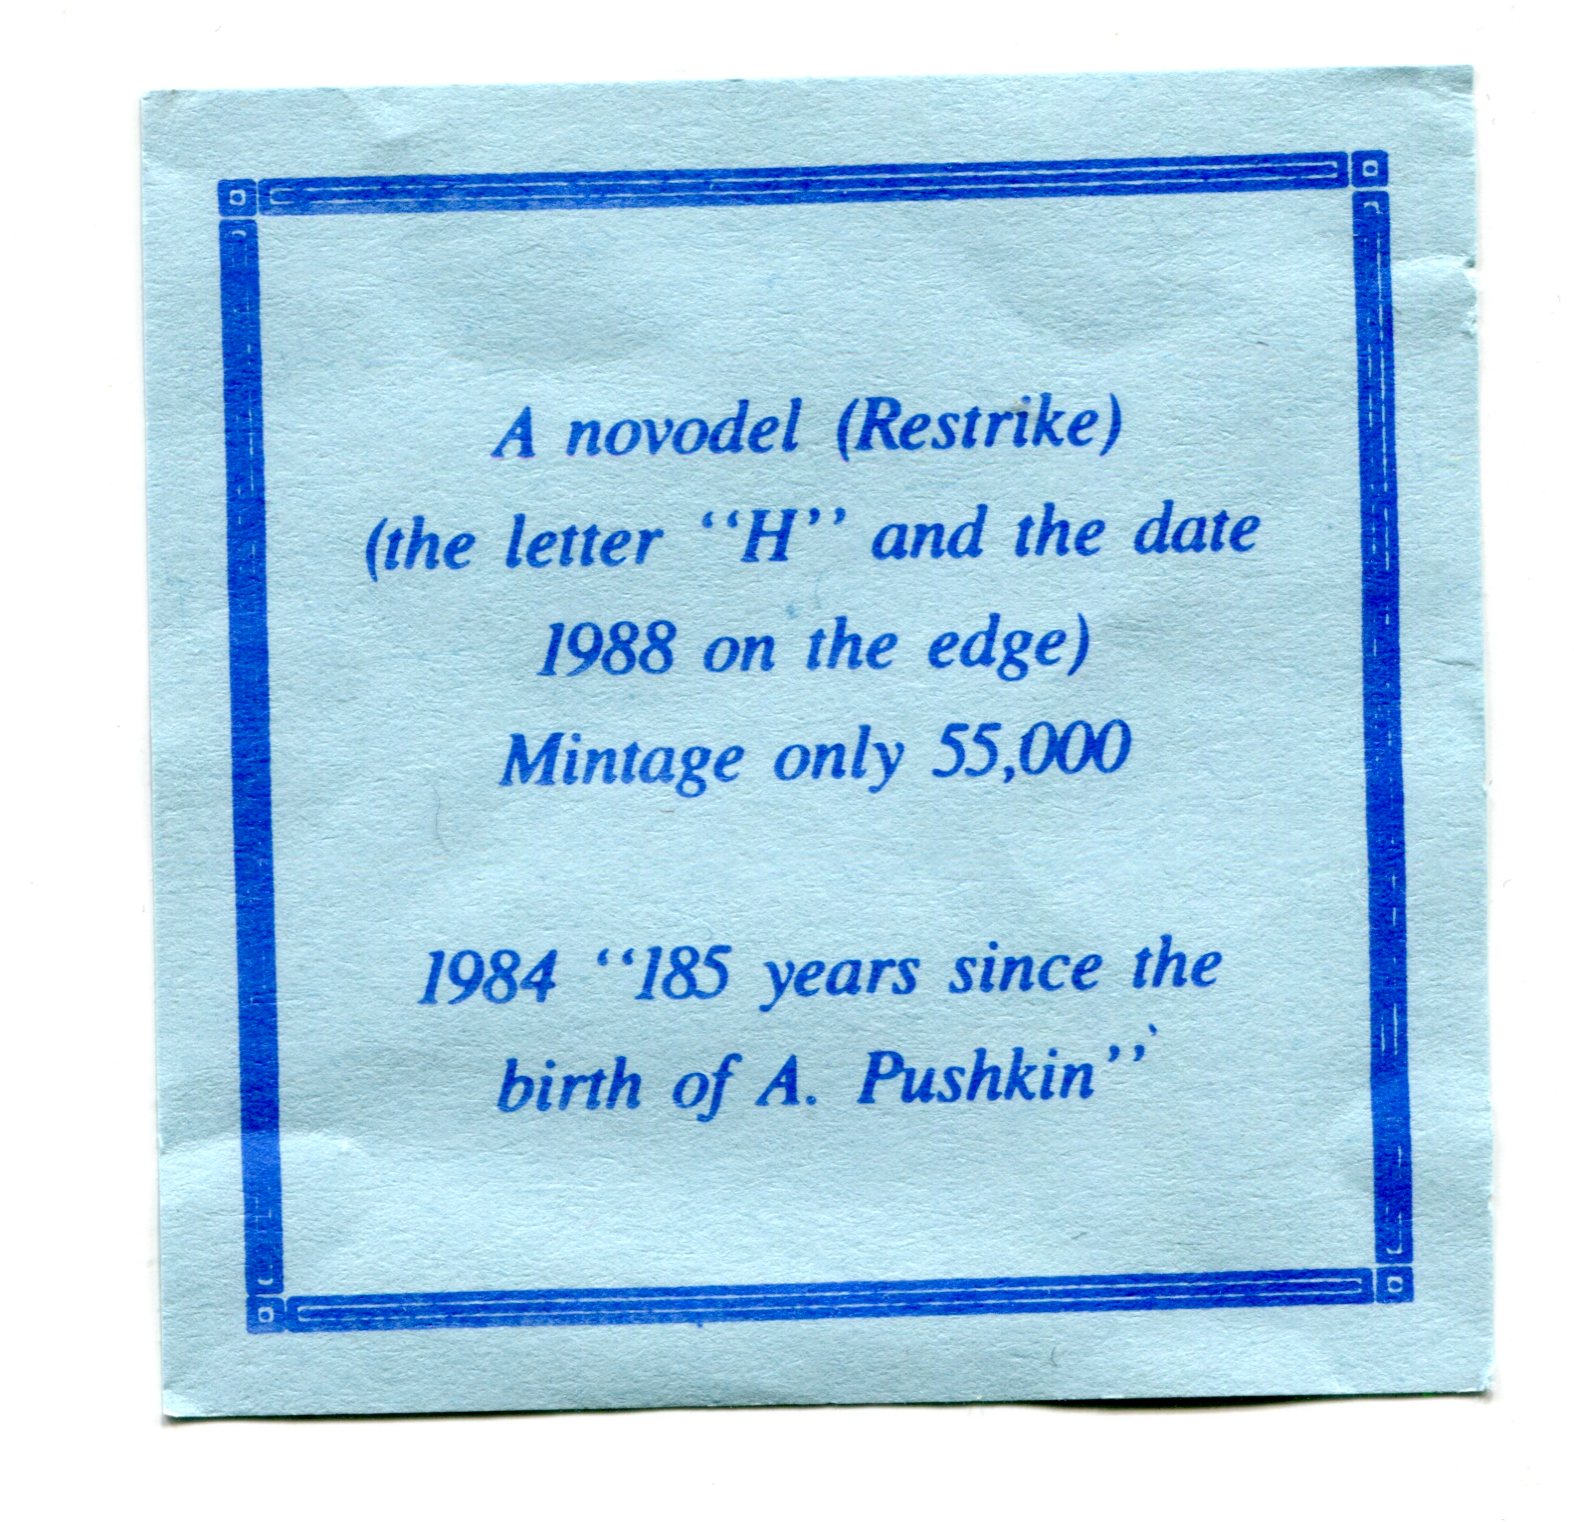 A novodel (Restrike)
(the letter "H" and the date
1988 on the edge)
Mintage only 55,000
1984 "185 years since the
birth of A. Pushkin"